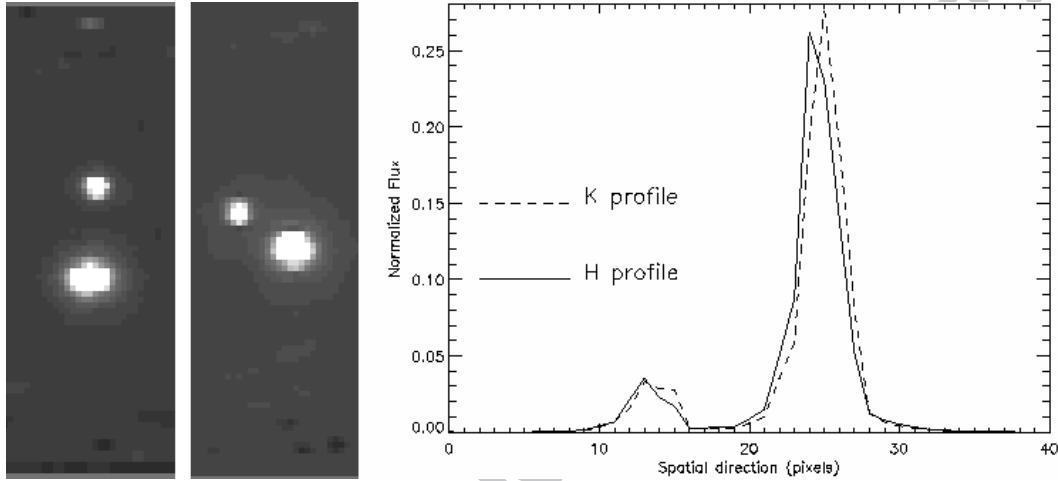 0.25
0.20
0.15
0.10
0.05
0.00
Normalized Flux
K profile
H profile
0 10 20 30 40
Spatial direction (pixels)